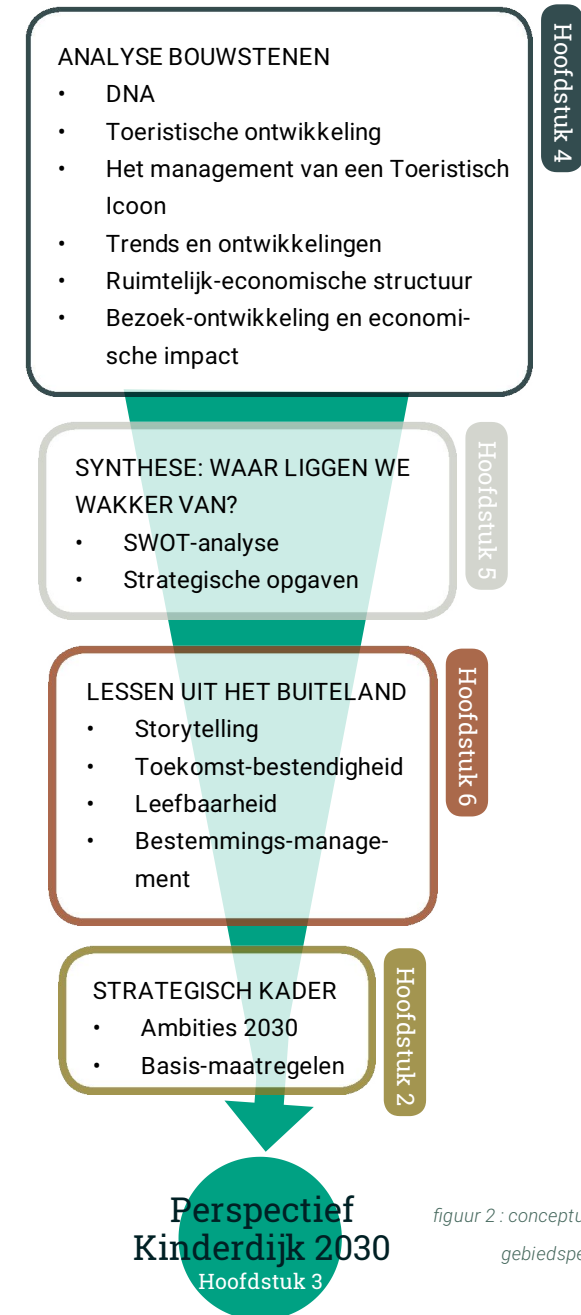 ANALYSE BOUWSTENEN
• DNA
• Toeristische ontwikkeling
• Het management van een Toeristisch
Icoon
• Trends en ontwikkelingen
• Ruimtelijk-economische structuur
• Bezoek-ontwikkeling en economi-
sche impact
Hoofdstuk 4
SYNTHESE: WAAR LIGGEN WE
WAKKER VAN?
• SWOT-analyse
• Strategische opgaven
Hoofdstuk 5
LESSEN UIT HET BUITELAND
• Storytelling
• Toekomst-bestendigheid
• Leefbaarheid
• Bestemmings-manage-
ment
Hoofdstuk 6
STRATEGISCH KADER
• Ambities 2030
• Basis-maatregelen
Hoofdstuk 2
Perspectief
Kinderdijk 2030
Hoofdstuk 3
figuur 2 : conceptu
gebiedspe